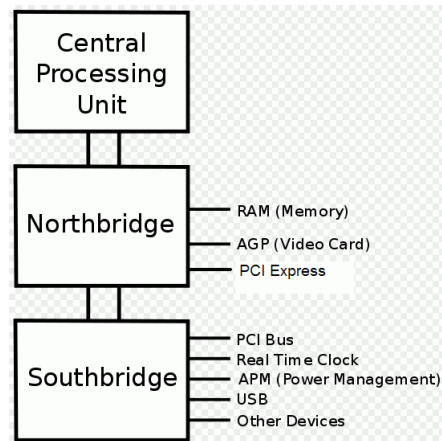 Central
Processing
Unit
Northbridge
RAM (Memory)
AGP (Video Card)
PCI Express
Southbridge
PCI Bus
Real Time Clock
APM (Power Management)
USB
Other Devices